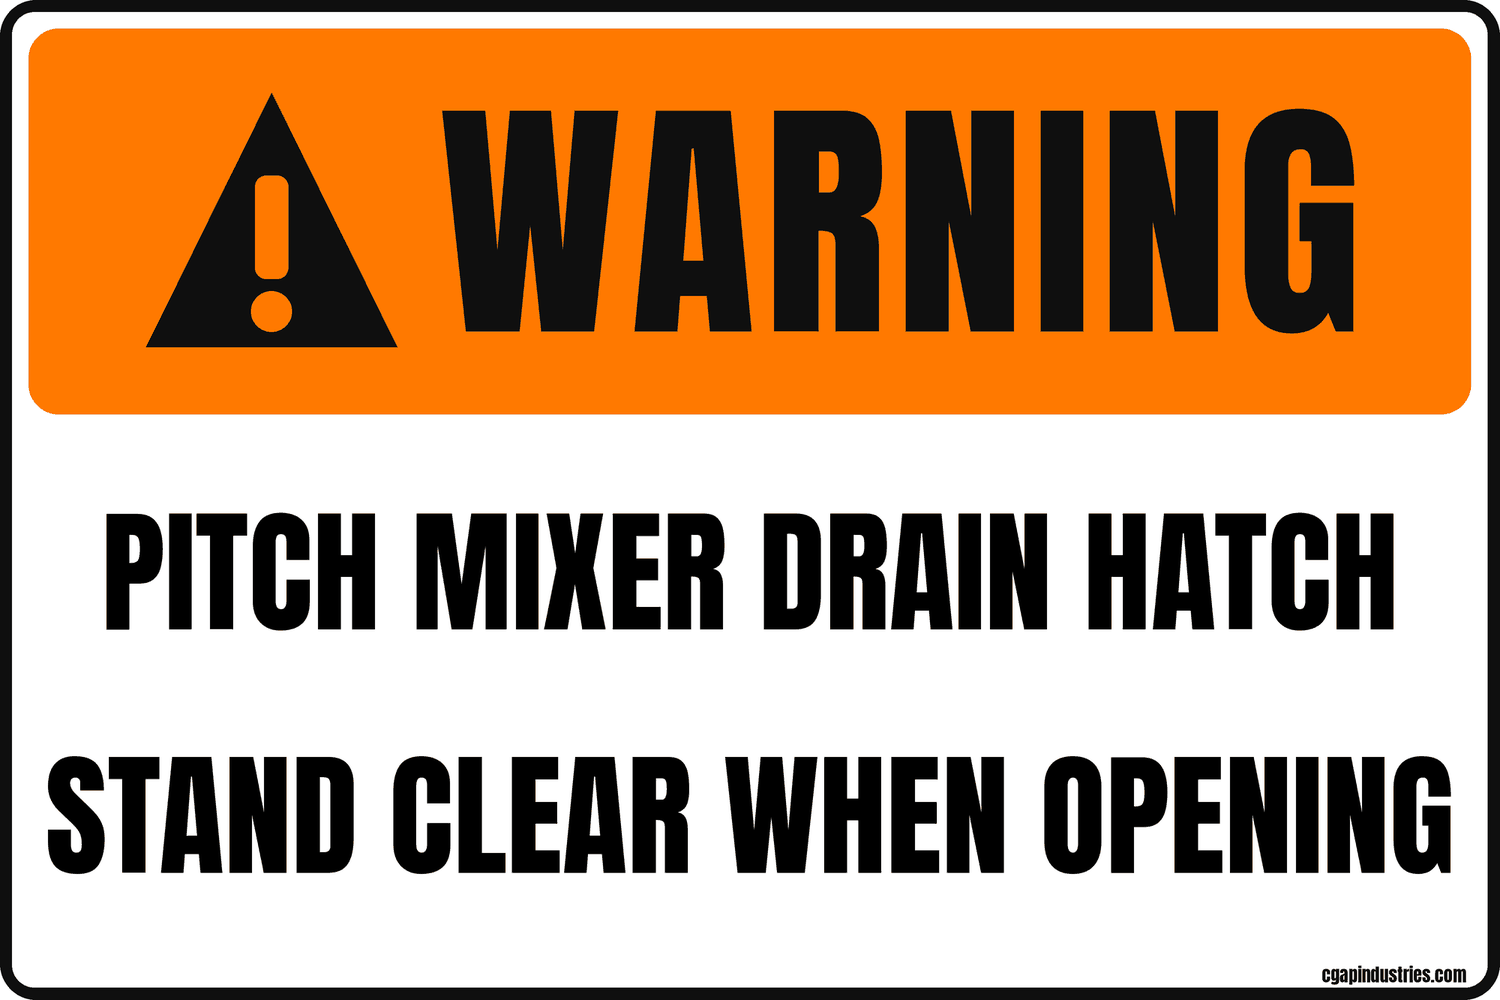 WARNING
PITCH MIXER DRAIN HATCH
STAND CLEAR WHEN OPENING
cgapindustries.com